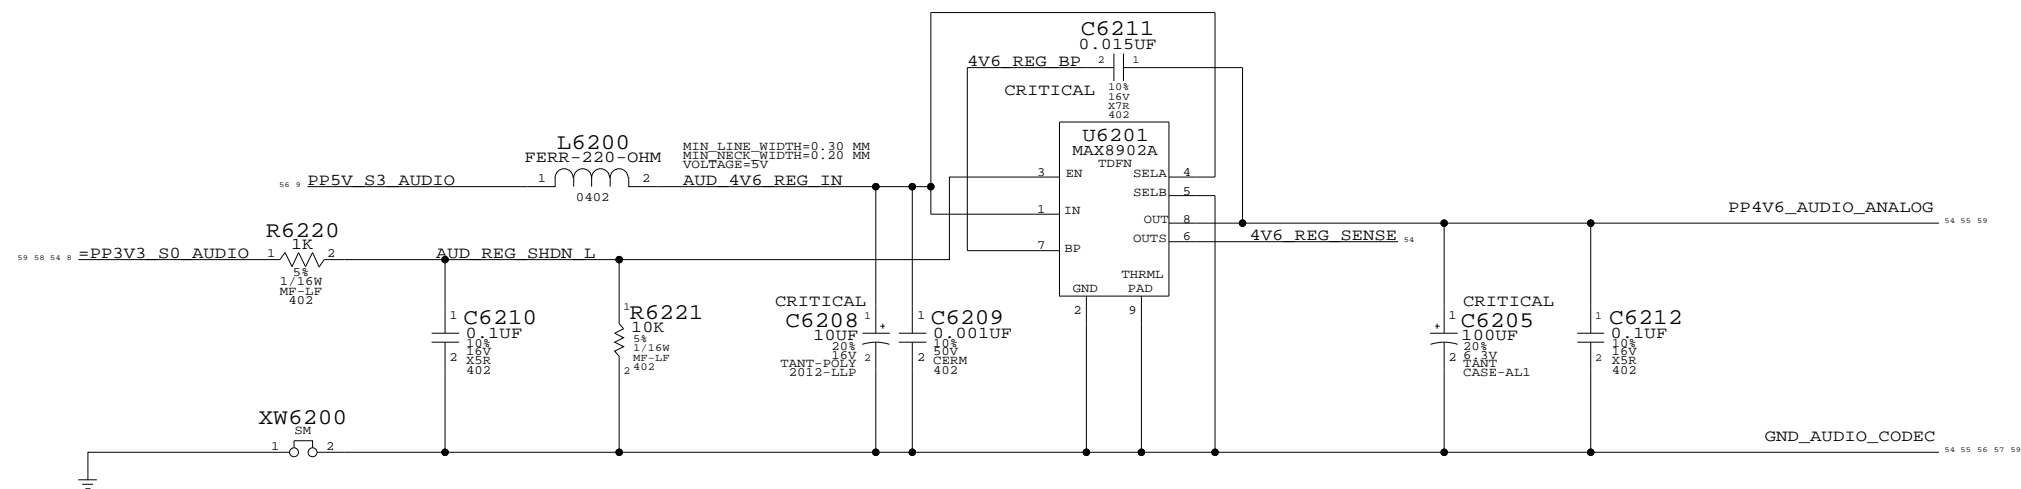 C6211
0.015UF
4V6_REG_BP 2 1
CRITICAL
10%
16V
X7R
402
U6201
MAX8902A
TDFN
L6200
FERR-220-OHM
MIN_LINE_WIDTH=0.30 MM
MIN_NECK_WIDTH=0.20 MM
VOLTAGE=5V
56 9 PP5V_S3_AUDIO 1 2 AUD_4V6_REG_IN
0402
3 EN SELA 4
SELB 5
1 IN
OUT 8
OUTS 6
7 BP
THRML
GND PAD
2 9
PP4V6_AUDIO_ANALOG 54 55 59
4V6_REG_SENSE 54
R6220
1K
59 58 54 8 =PP3V3_S0_AUDIO 1 2 AUD_REG_SHDN_L
5%
1/16W
MF-LF
402
1
C6210
0.1UF
10%
16V
X5R
402
2
1
R6221
10K
5%
1/16W
MF-LF
402
2
CRITICAL
C6208
10UF
20%
16V
TANT-POLY
2012-LLP
1
+
2
1
C6209
0.001UF
10%
50V
CERM
402
2
CRITICAL
1
+
C6205
100UF
20%
6.3V
TANT
CASE-AL1
2
1
C6212
0.1UF
10%
16V
X5R
402
2
XW6200
SM
1 2
GND_AUDIO_CODEC 54 55 56 57 59